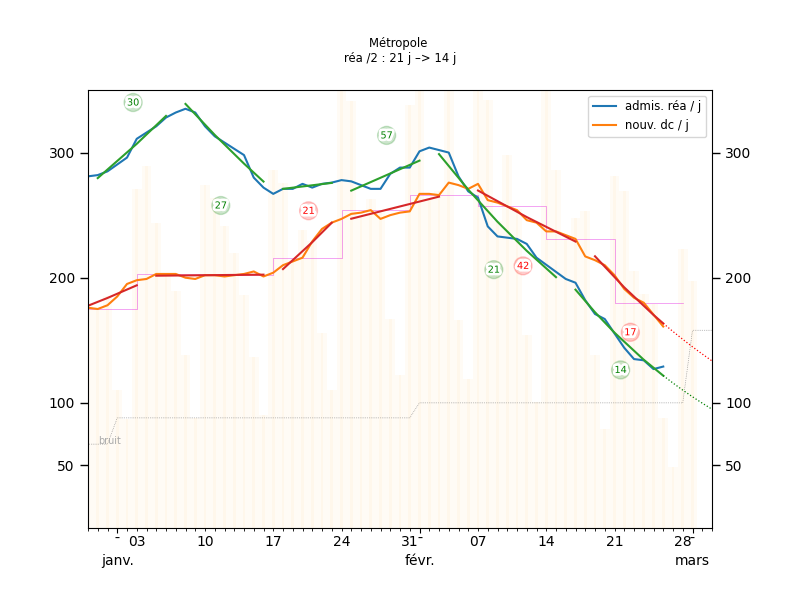 Métropole
réa /2 : 21 j –> 14 j
admis. réa / j
nouv. dc / j
30
57
27
21
21
42
17
14
300
200
100
50
300
200
100
50
bruit
03 10 17 24 31 07 14 21 28
janv. févr. mars